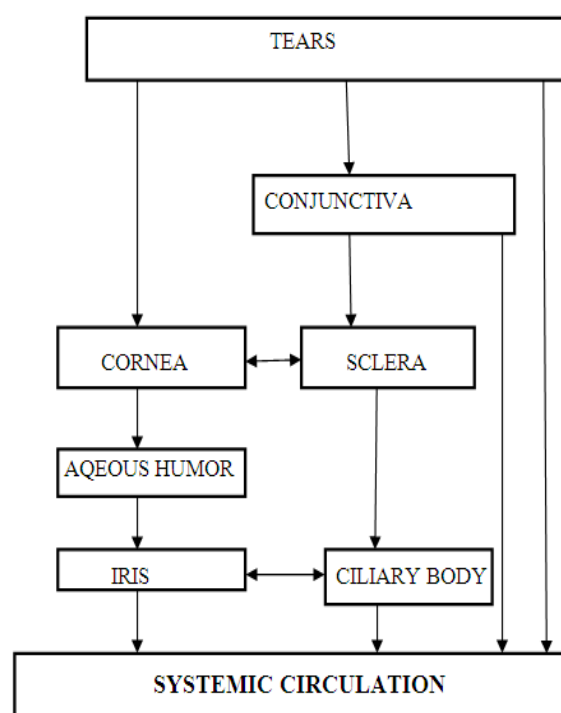 TEARS
CONJUNCTIVA
CORNEA
SCLERA
AQEOUS HUMOR
IRIS
CILIARY BODY
SYSTEMIC CIRCULATION